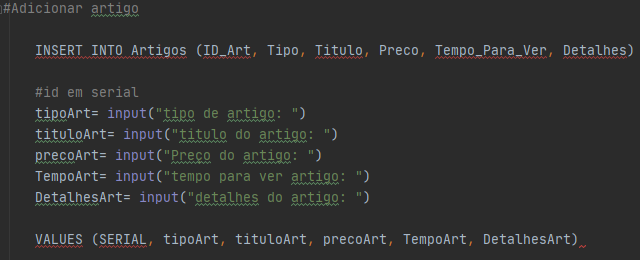 #Adicionar artigo
INSERT INTO Artigos (ID_Art, Tipo, Titulo, Preco, Tempo_Para_Ver, Detalhes)
#id em serial
tipoArt= input("tipo de artigo: ")
tituloArt= input("titulo do artigo: ")
precoArt= input("Preço do artigo: ")
TempoArt= input("tempo para ver artigo: ")
DetalhesArt= input("detalhes do artigo: ")
VALUES (SERIAL, tipoArt, tituloArt, precoArt, TempoArt, DetalhesArt)